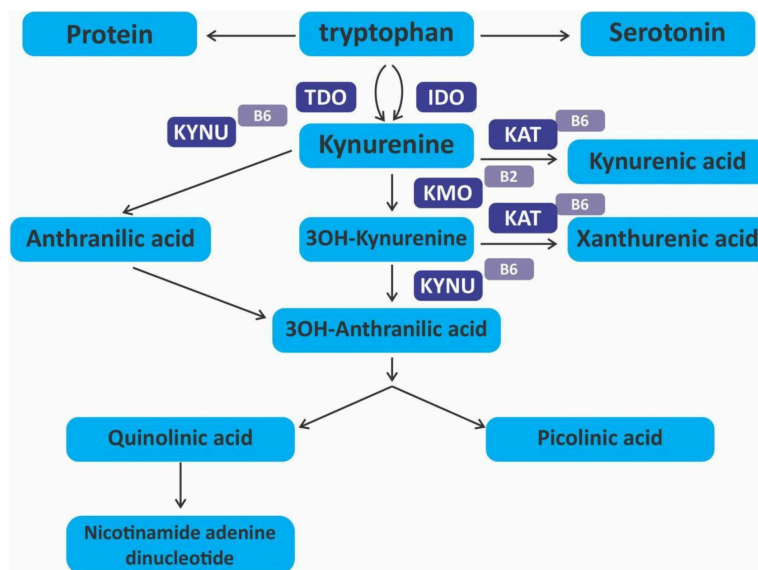 Protein
tryptophan
Serotonin
TDO
IDO
KYNU
B6
KAT
B6
Kynurenine
Kynurenic acid
KMO
B2
KAT
B6
Anthranilic acid
3OH-Kynurenine
Xanthurenic acid
KYNU
B6
3OH-Anthranilic acid
Quinolinic acid
Picolinic acid
Nicotinamide adenine
dinucleotide